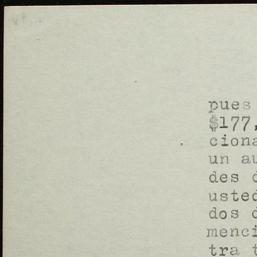 pues
$177,
ciona
un au
des d
usted
dos d
menci
tra t